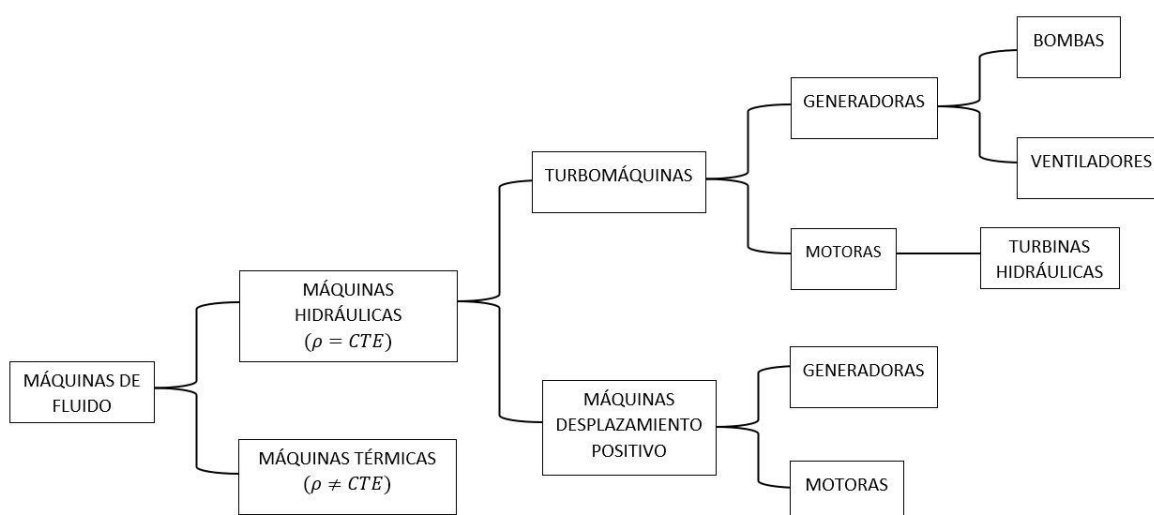 BOMBAS
GENERADORAS
VENTILADORES
TURBOMÁQUINAS
MOTORAS
TURBINAS
HIDRÁULICAS
MÁQUINAS
HIDRÁULICAS
(ρ = CTE)
MÁQUINAS DE
FLUIDO
GENERADORAS
MÁQUINAS
DESPLAZAMIENTO
POSITIVO
MÁQUINAS TÉRMICAS
(ρ ≠ CTE)
MOTORAS